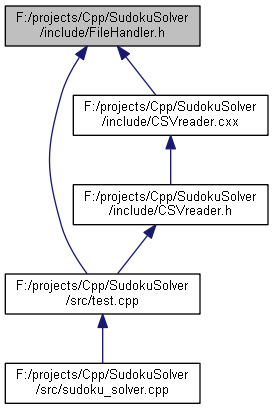 F:/projects/Cpp/SudokuSolver
/include/FileHandler.h
F:/projects/Cpp/SudokuSolver
/include/CSVreader.cxx
F:/projects/Cpp/SudokuSolver
/include/CSVreader.h
F:/projects/Cpp/SudokuSolver
/src/test.cpp
F:/projects/Cpp/SudokuSolver
/src/sudoku_solver.cpp